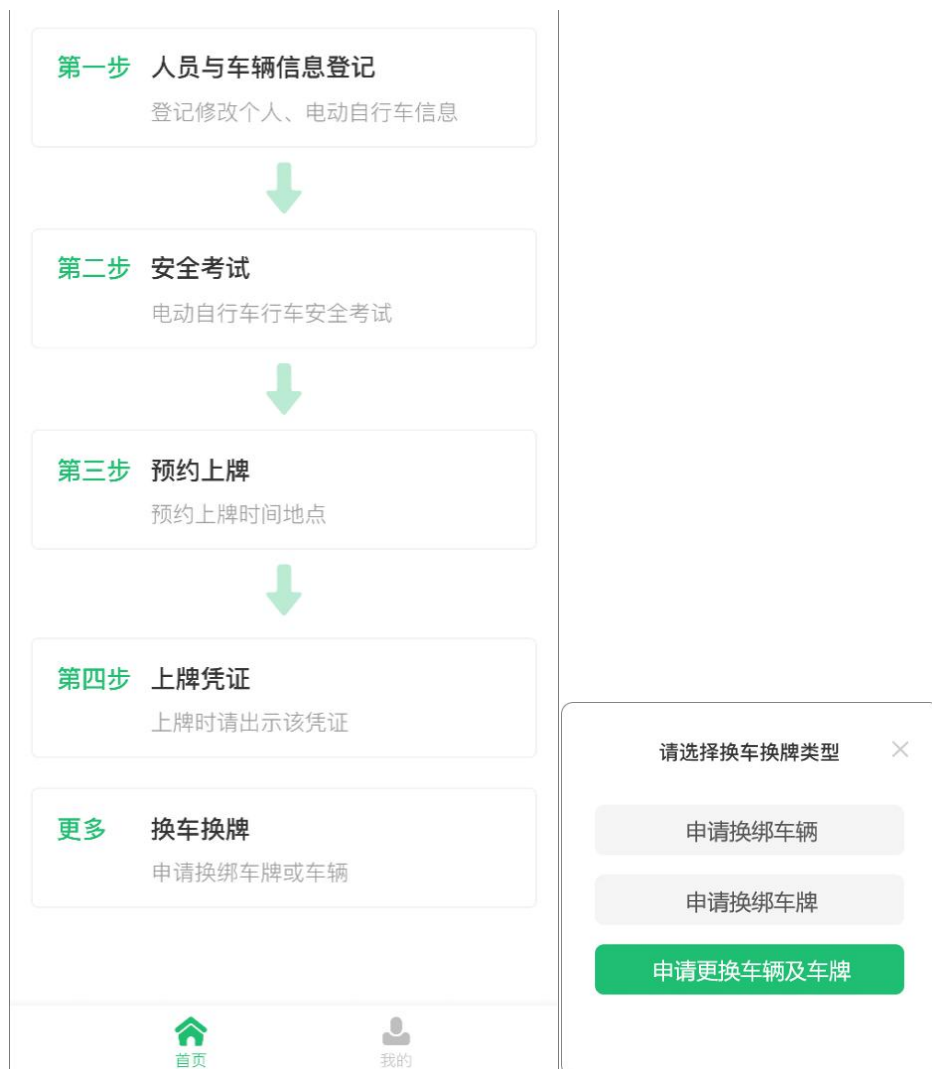 第一步 人员与车辆信息登记
登记修改个人、电动自行车信息
第二步 安全考试
电动自行车行车安全考试
第三步 预约上牌
预约上牌时间地点
第四步 上牌凭证
上牌时请出示该凭证
更多 换车换牌
申请换绑车牌或车辆
首页 我的
请选择换车换牌类型
申请换绑车辆
申请换绑车牌
申请更换车辆及车牌